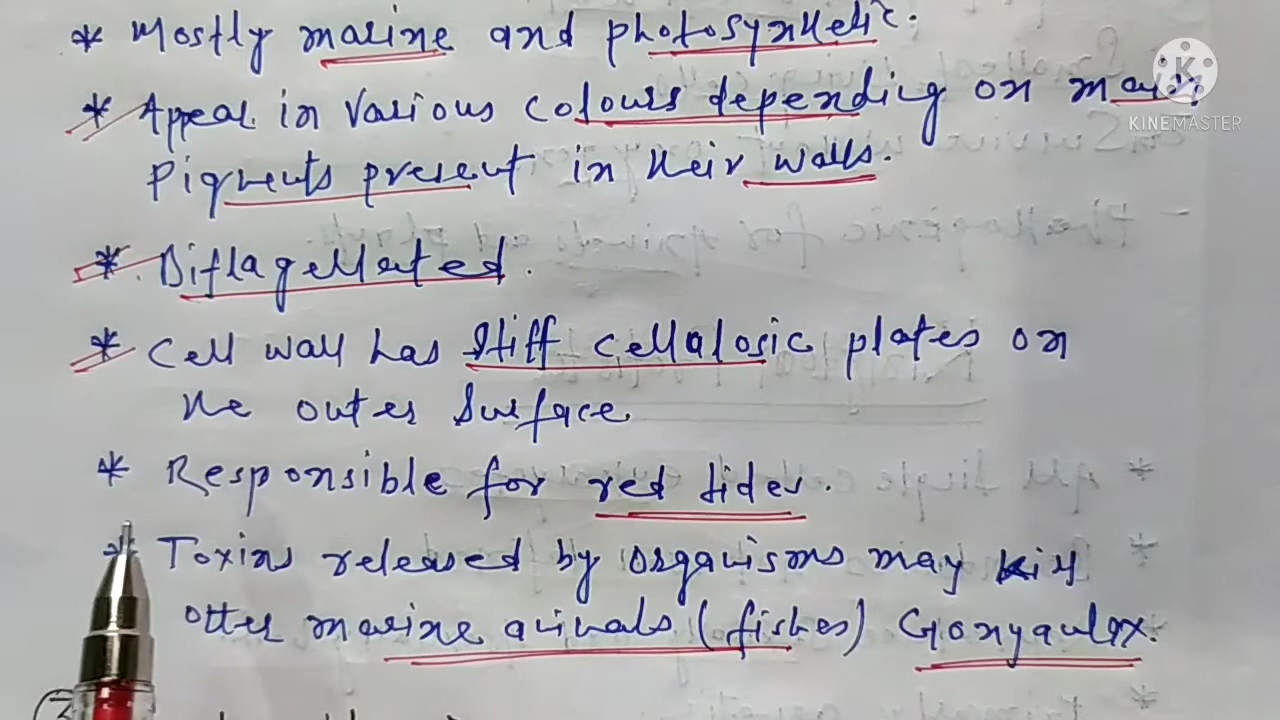 * Mostly marine and photosynthetic.
* Appear in various colours depending on main
Pigments present in their walls.
* Biflagellated.
* Cell wall has stiff cellulosic plates on
the outer surface
* Responsible for red tides.
* Toxins released by organisms may kill
other marine animals (fishes) Gonyaulax.
K
KINEMASTER